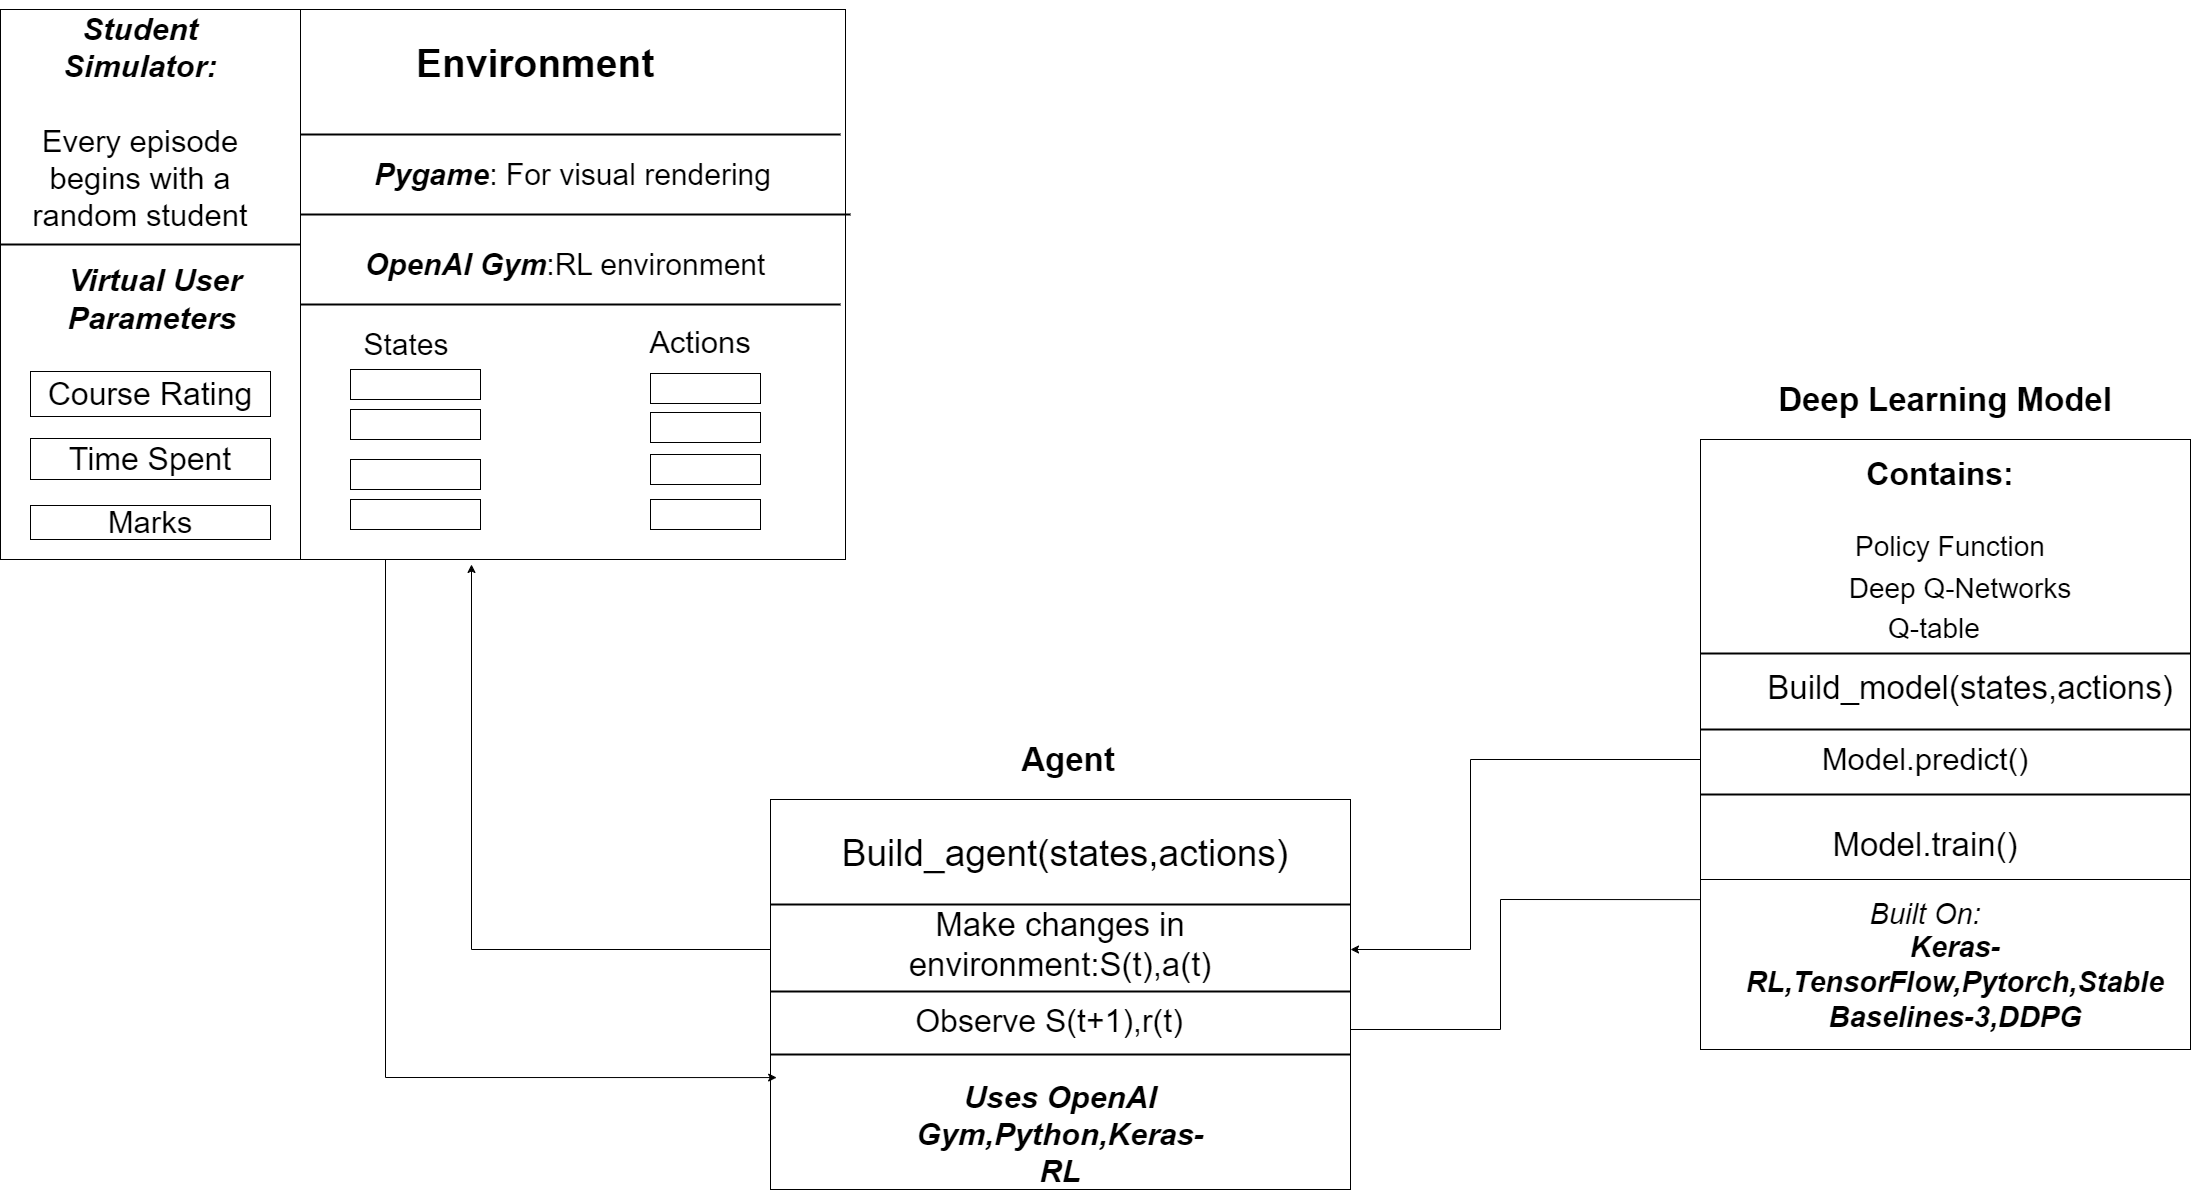 Student
Simulator:
Every episode
begins with a
random student
Virtual User
Parameters
Course Rating
Time Spent
Marks
Environment
Pygame: For visual rendering
OpenAI Gym:RL environment
States
Actions
Agent
Build_agent(states,actions)
Make changes in
environment:S(t),a(t)
Observe S(t+1),r(t)
Uses OpenAI
Gym,Python,Keras-
RL
Deep Learning Model
Contains:
Policy Function
Deep Q-Networks
Q-table
Build_model(states,actions)
Model.predict()
Model.train()
Built On:
Keras-
RL,TensorFlow,Pytorch,Stable
Baselines-3,DDPG